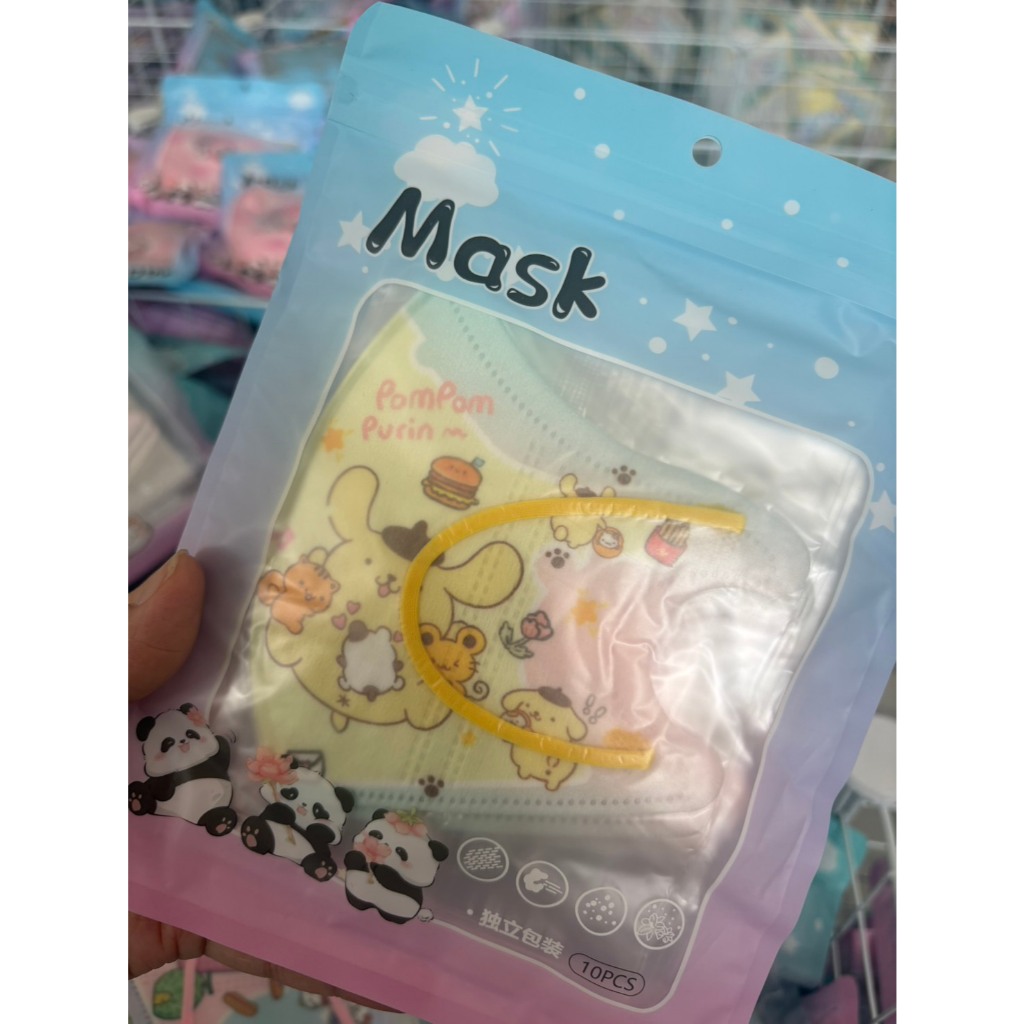 Mask
PomPom
Purin
· 独立包装
10PCS